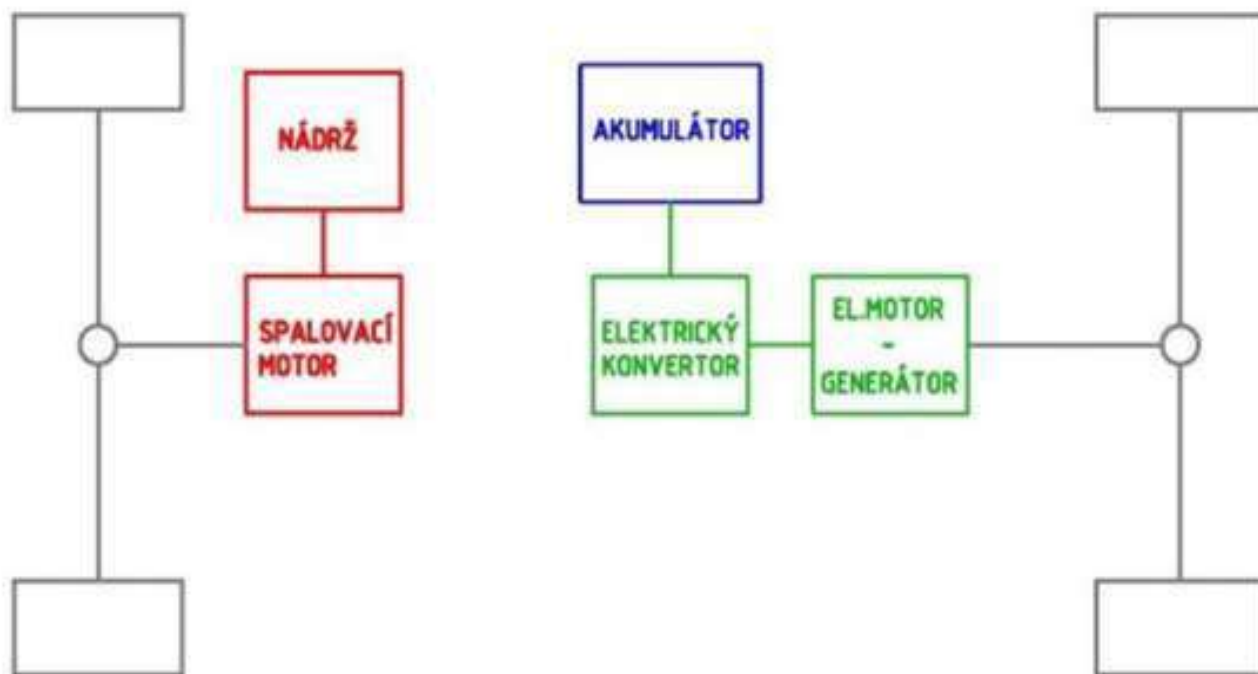 NÁDRŽ
AKUMULÁTOR
SPALOVACÍ
MOTOR
ELEKTRICKÝ
KONVERTOR
EL.MOTOR
-
GENERÁTOR